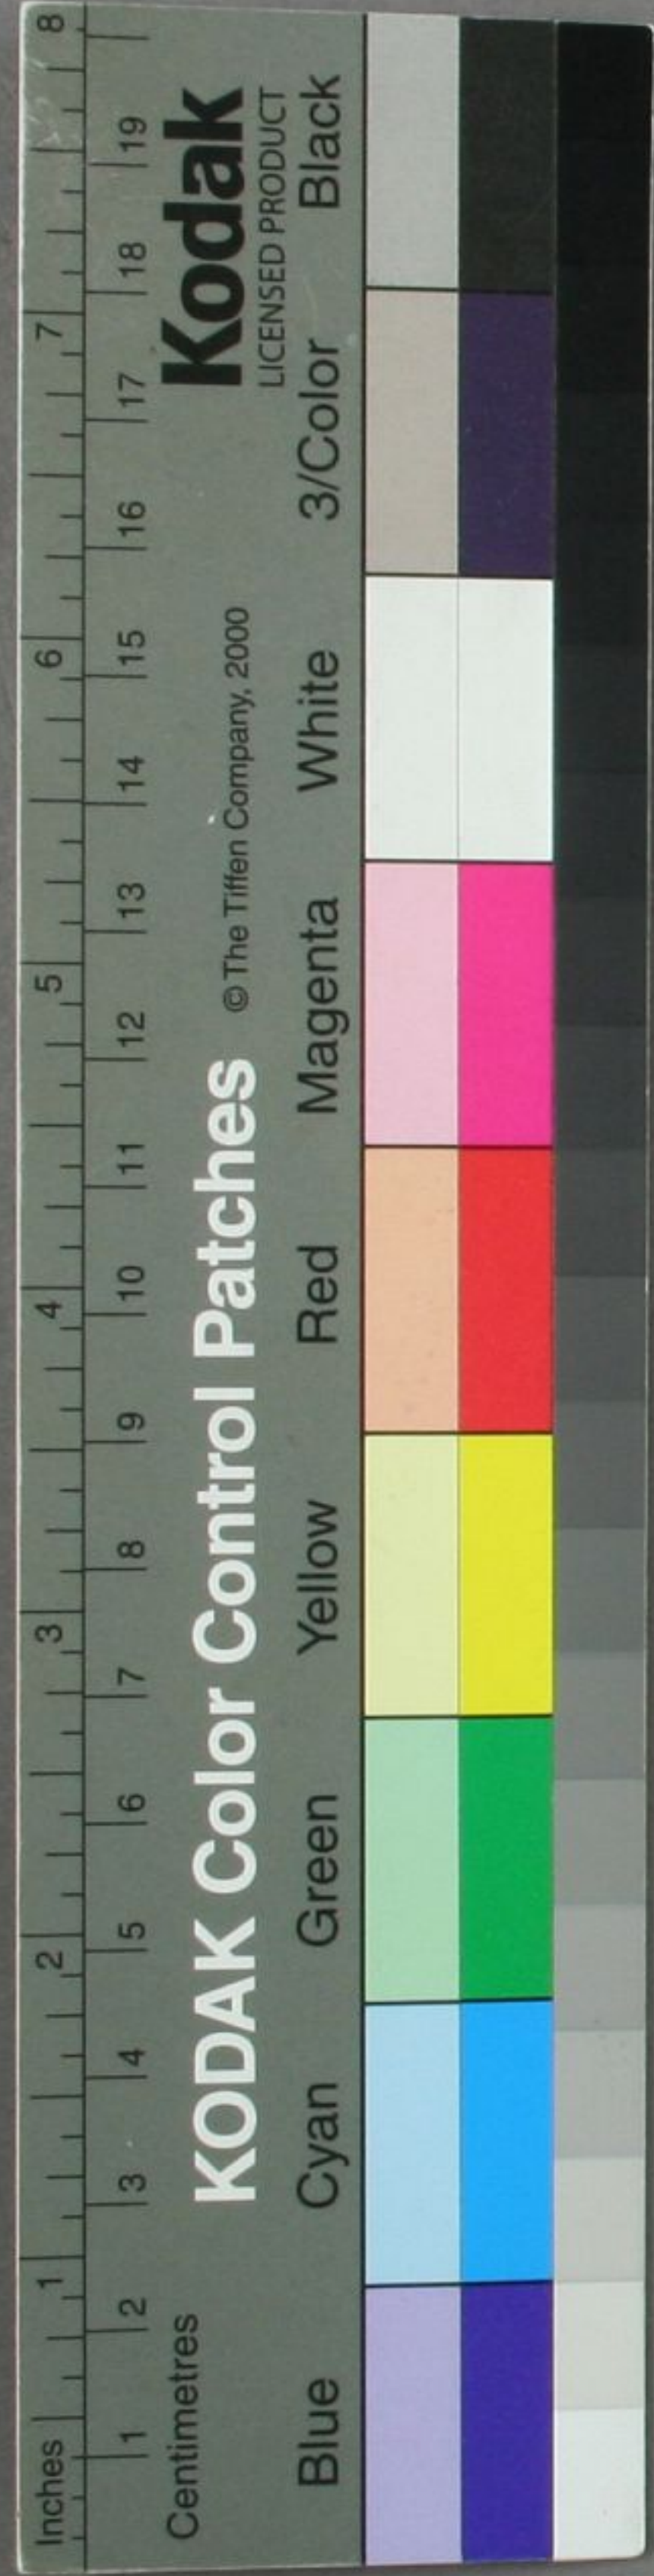 Inches 1 2 3 4 5 6 7 8
1 2 3 4 5 6 7 8 9 10 11 12 13 14 15 16 17 18 19
Centimetres
KODAK Color Control Patches © The Tiffen Company, 2000 Kodak
LICENSED PRODUCT
Blue Cyan Green Yellow Red Magenta White 3/Color Black